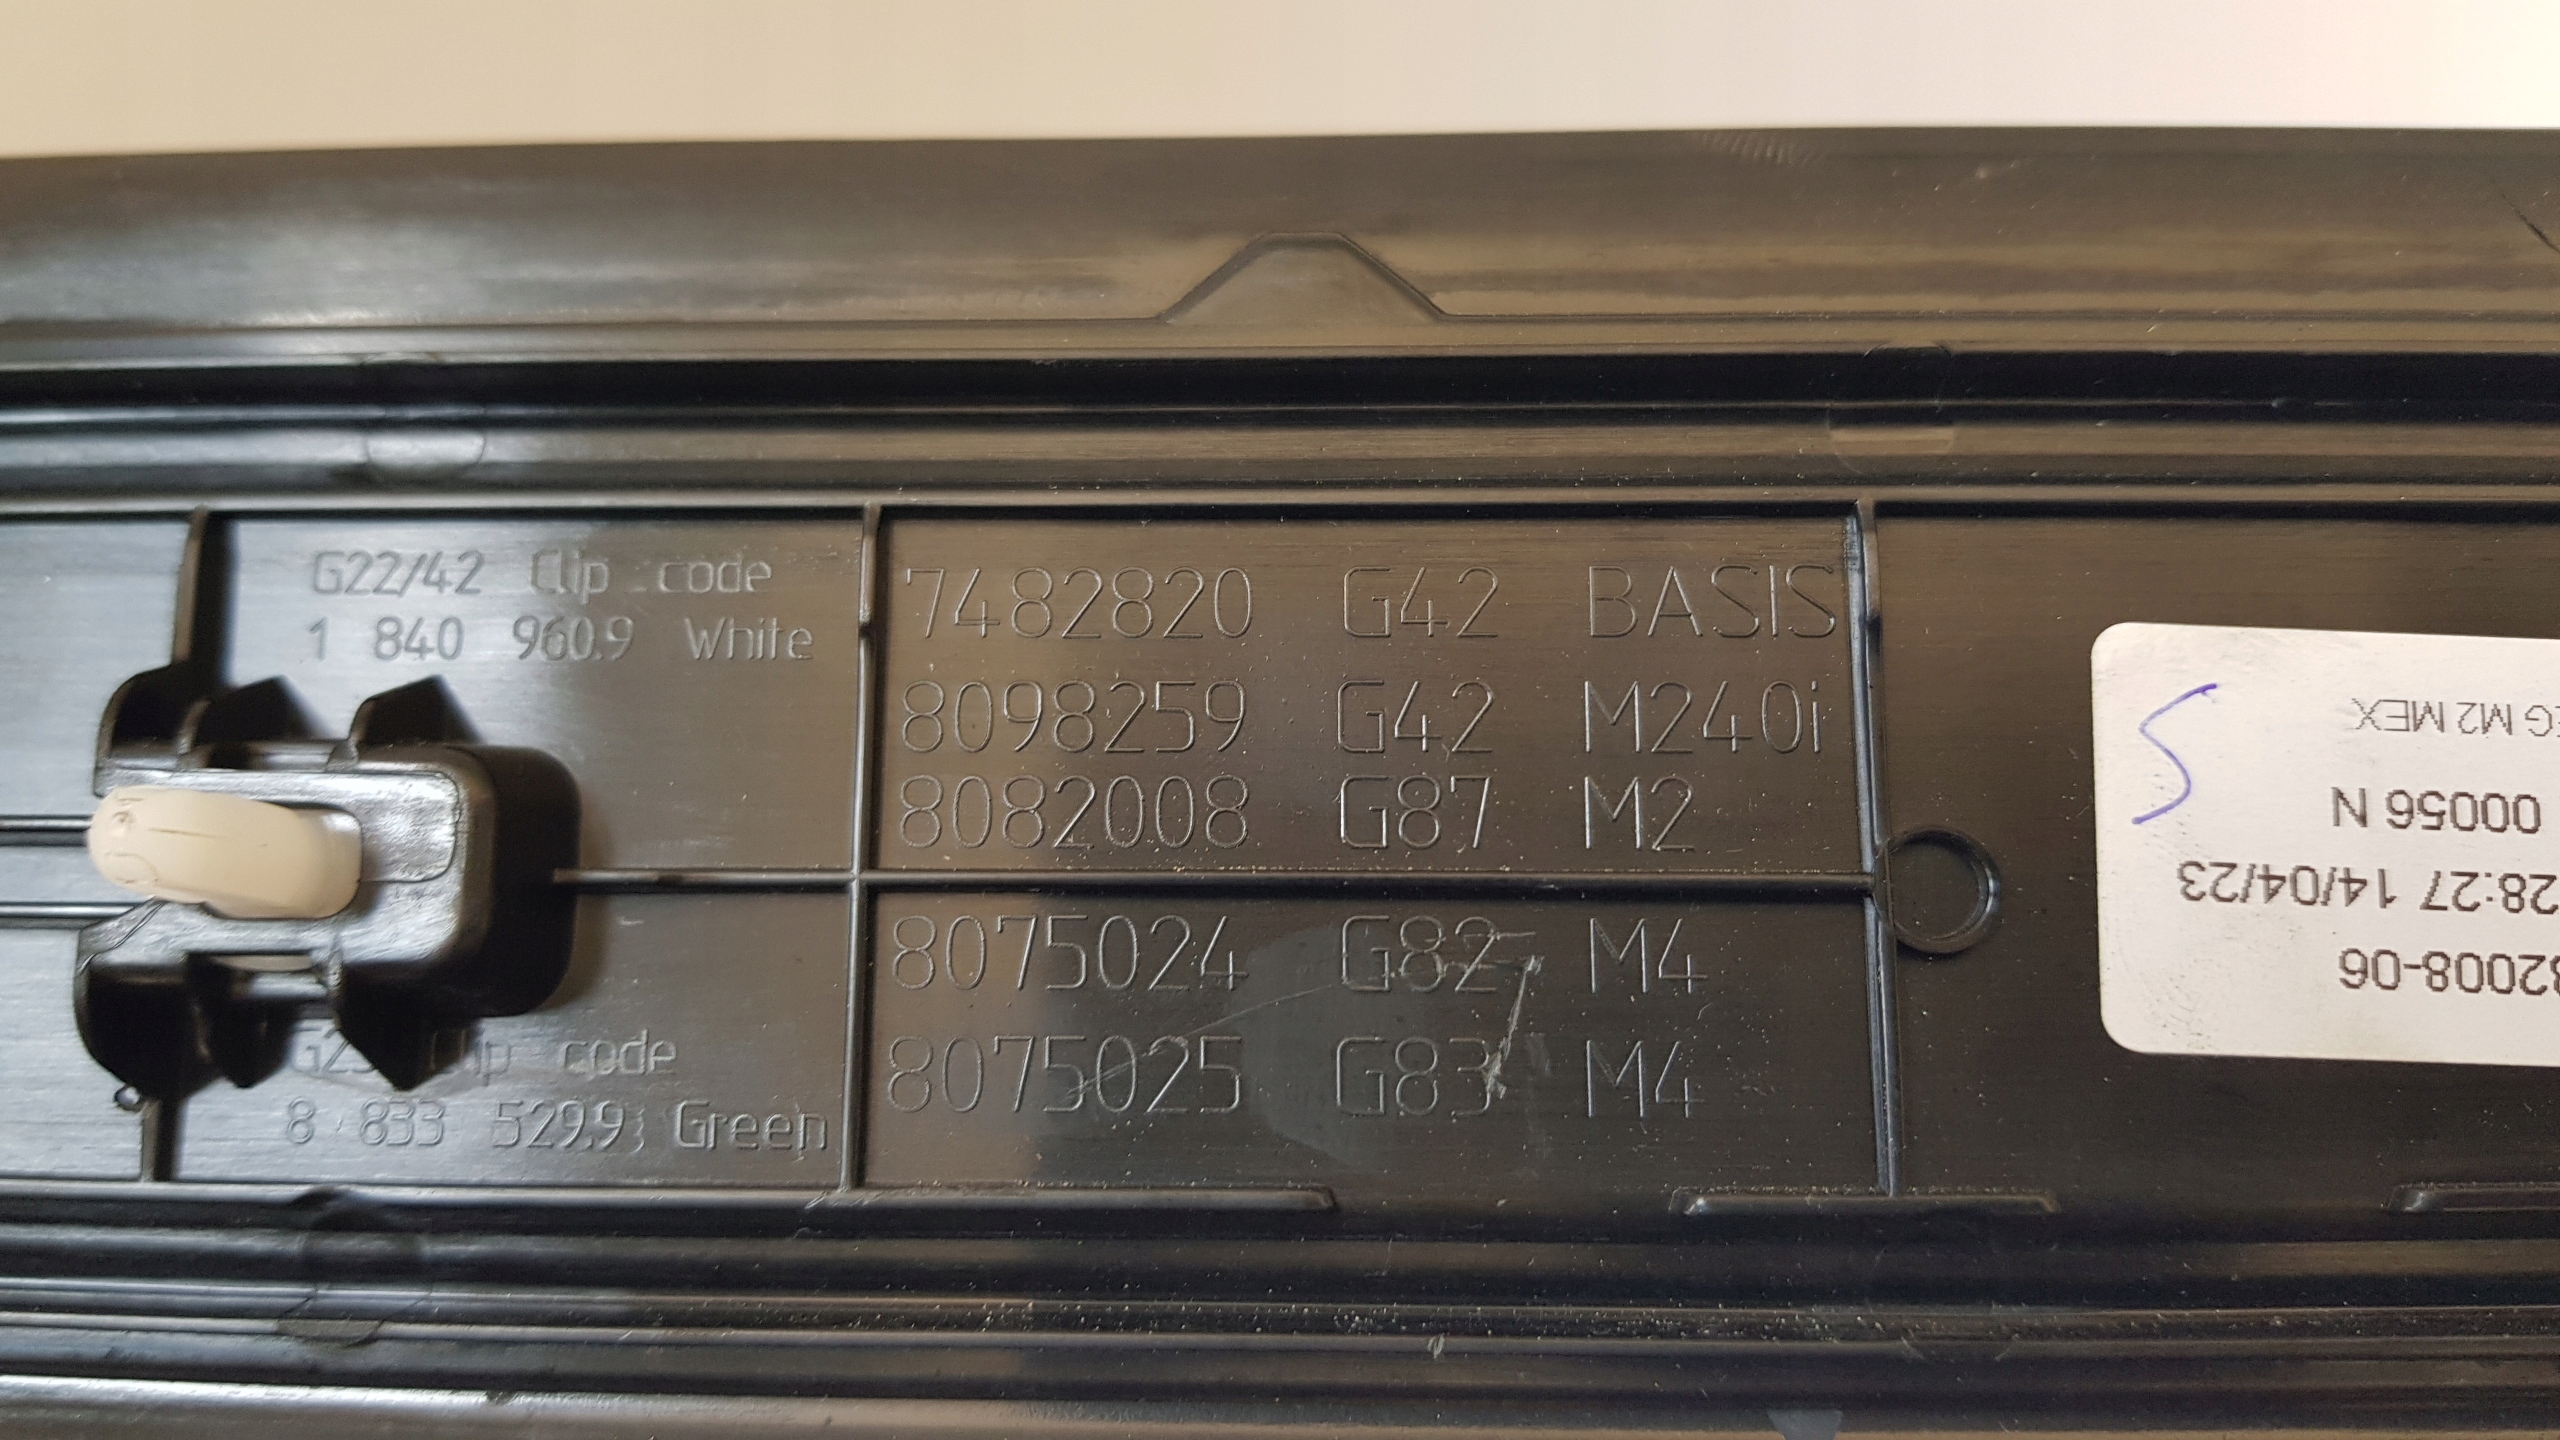 G22/42 Clip code
1 840 960.9 White
7482820 G42 BASIS
8098259 G42 M240i
8082008 G87 M2
8075024 G82 M4
8075025 G83 M4
code
8 833 529.9 Green
2008-06
28:27 14/04/23
00056 N
M2 MEX
S